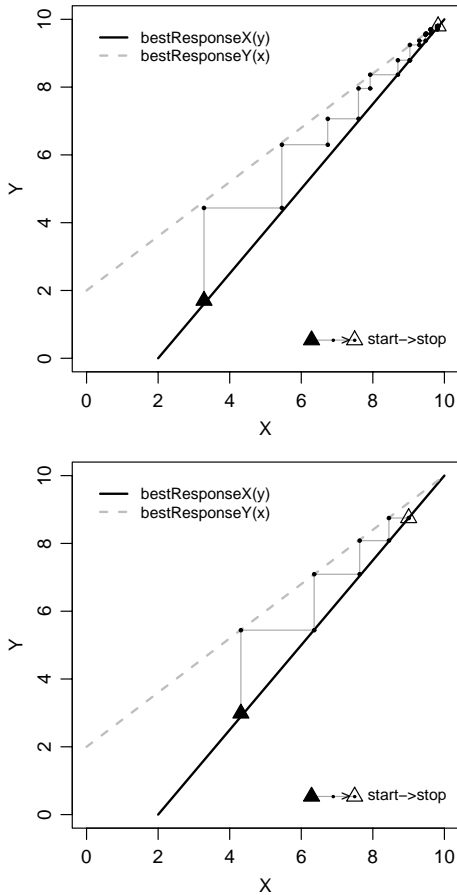 10
8
6
4
2
0
Y
bestResponseX(y)
bestResponseY(x)
start->stop
0 2 4 6 8 10
X
10
8
6
4
2
0
Y
bestResponseX(y)
bestResponseY(x)
start->stop
0 2 4 6 8 10
X